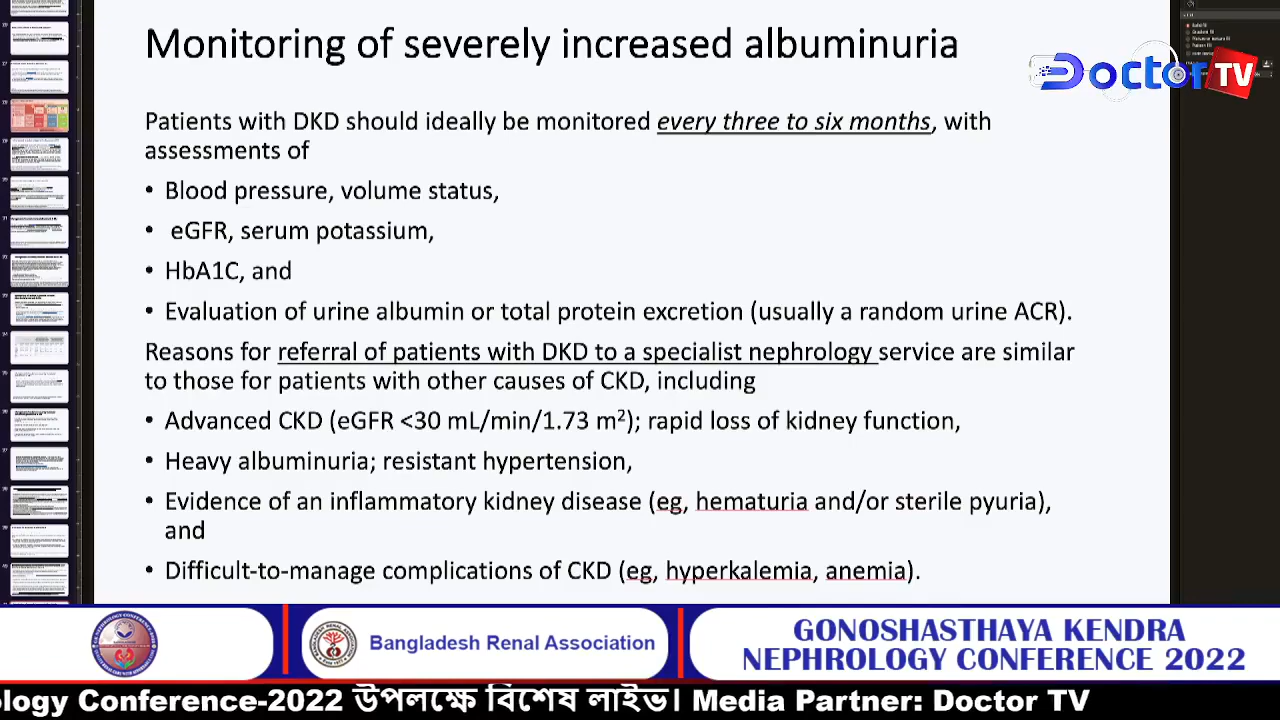 Monitoring of severely increased albuminuria
Doctor TV
Patients with DKD should ideally be monitored every three to six months, with
assessments of
• Blood pressure, volume status,
• eGFR, serum potassium,
• HbA1C, and
• Evaluation of urine albumin or total protein excretion (usually a random urine ACR).
Reasons for referral of patients with DKD to a specialist nephrology service are similar
to those for patients with other causes of CKD, including
• Advanced CKD (eGFR <30 mL/min/1.73 m²); rapid loss of kidney function,
• Heavy albuminuria; resistant hypertension,
• Evidence of an inflammatory kidney disease (eg, hematuria and/or sterile pyuria),
and
• Difficult-to-manage complications of CKD (eg, hyperkalemia, anemia).
Bangladesh Renal Association
GONOSHASTHAYA KENDRA
NEPHROLOGY CONFERENCE 2022
ology Conference-2022 উপলক্ষে বিশেষ লাইভ। Media Partner: Doctor TV